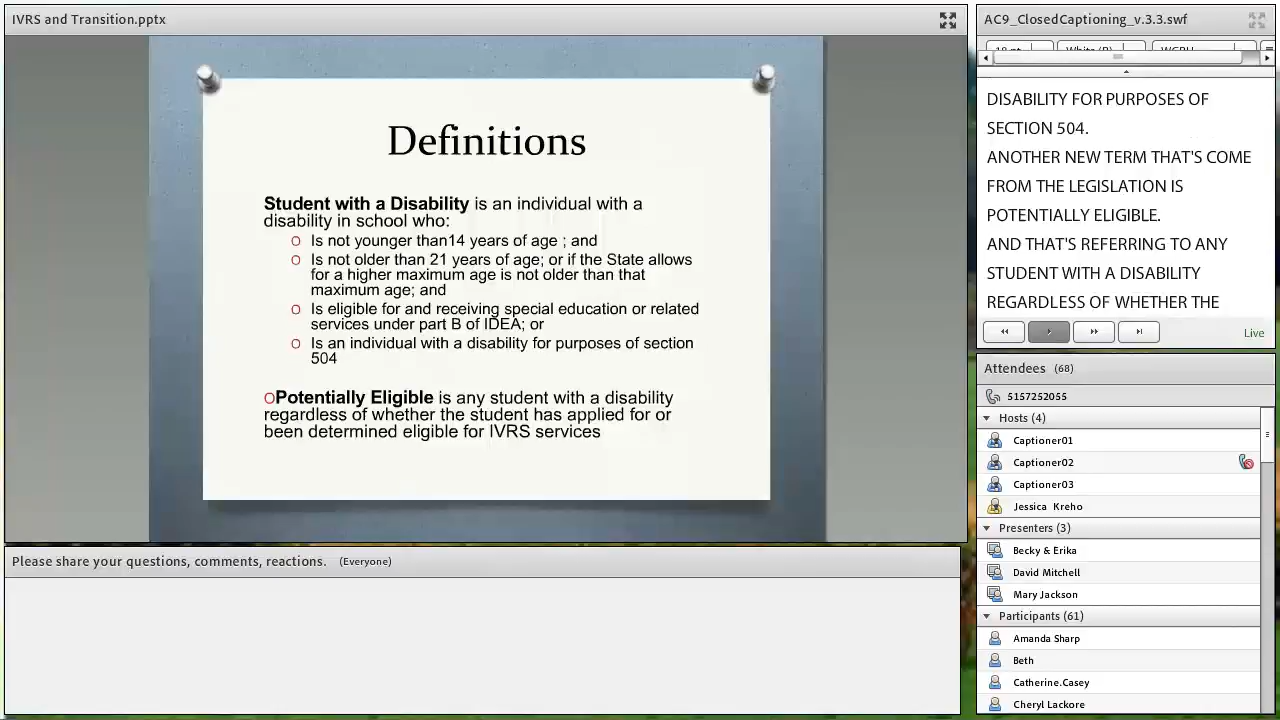 IVRS and Transition.pptx
Definitions
Student with a Disability is an individual with a
disability in school who:
O Is not younger than14 years of age ; and
O Is not older than 21 years of age; or if the State allows
for a higher maximum age is not older than that
maximum age; and
O Is eligible for and receiving special education or related
services under part B of IDEA; or
O Is an individual with a disability for purposes of section
504
OPotentially Eligible is any student with a disability
regardless of whether the student has applied for or
been determined eligible for IVRS services
Please share your questions, comments, reactions. (Everyone)
AC9_ClosedCaptioning_v.3.3.swf
DISABILITY FOR PURPOSES OF
SECTION 504.
ANOTHER NEW TERM THAT'S COME
FROM THE LEGISLATION IS
POTENTIALLY ELIGIBLE.
AND THAT'S REFERRING TO ANY
STUDENT WITH A DISABILITY
REGARDLESS OF WHETHER THE
Live
Attendees (68)
5157252055
Hosts (4)
Captioner01
Captioner02
Captioner03
Jessica Kreho
Presenters (3)
Becky & Erika
David Mitchell
Mary Jackson
Participants (61)
Amanda Sharp
Beth
Catherine.Casey
Cheryl Lackore